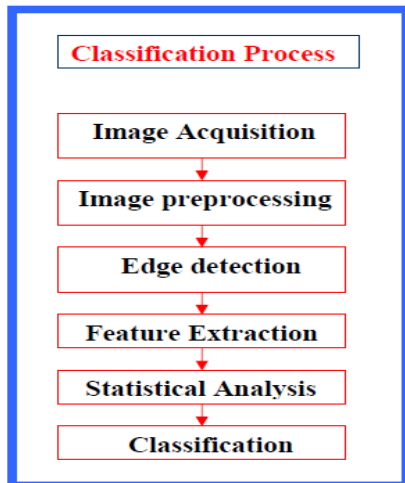 Classification Process
Image Acquisition
Image preprocessing
Edge detection
Feature Extraction
Statistical Analysis
Classification